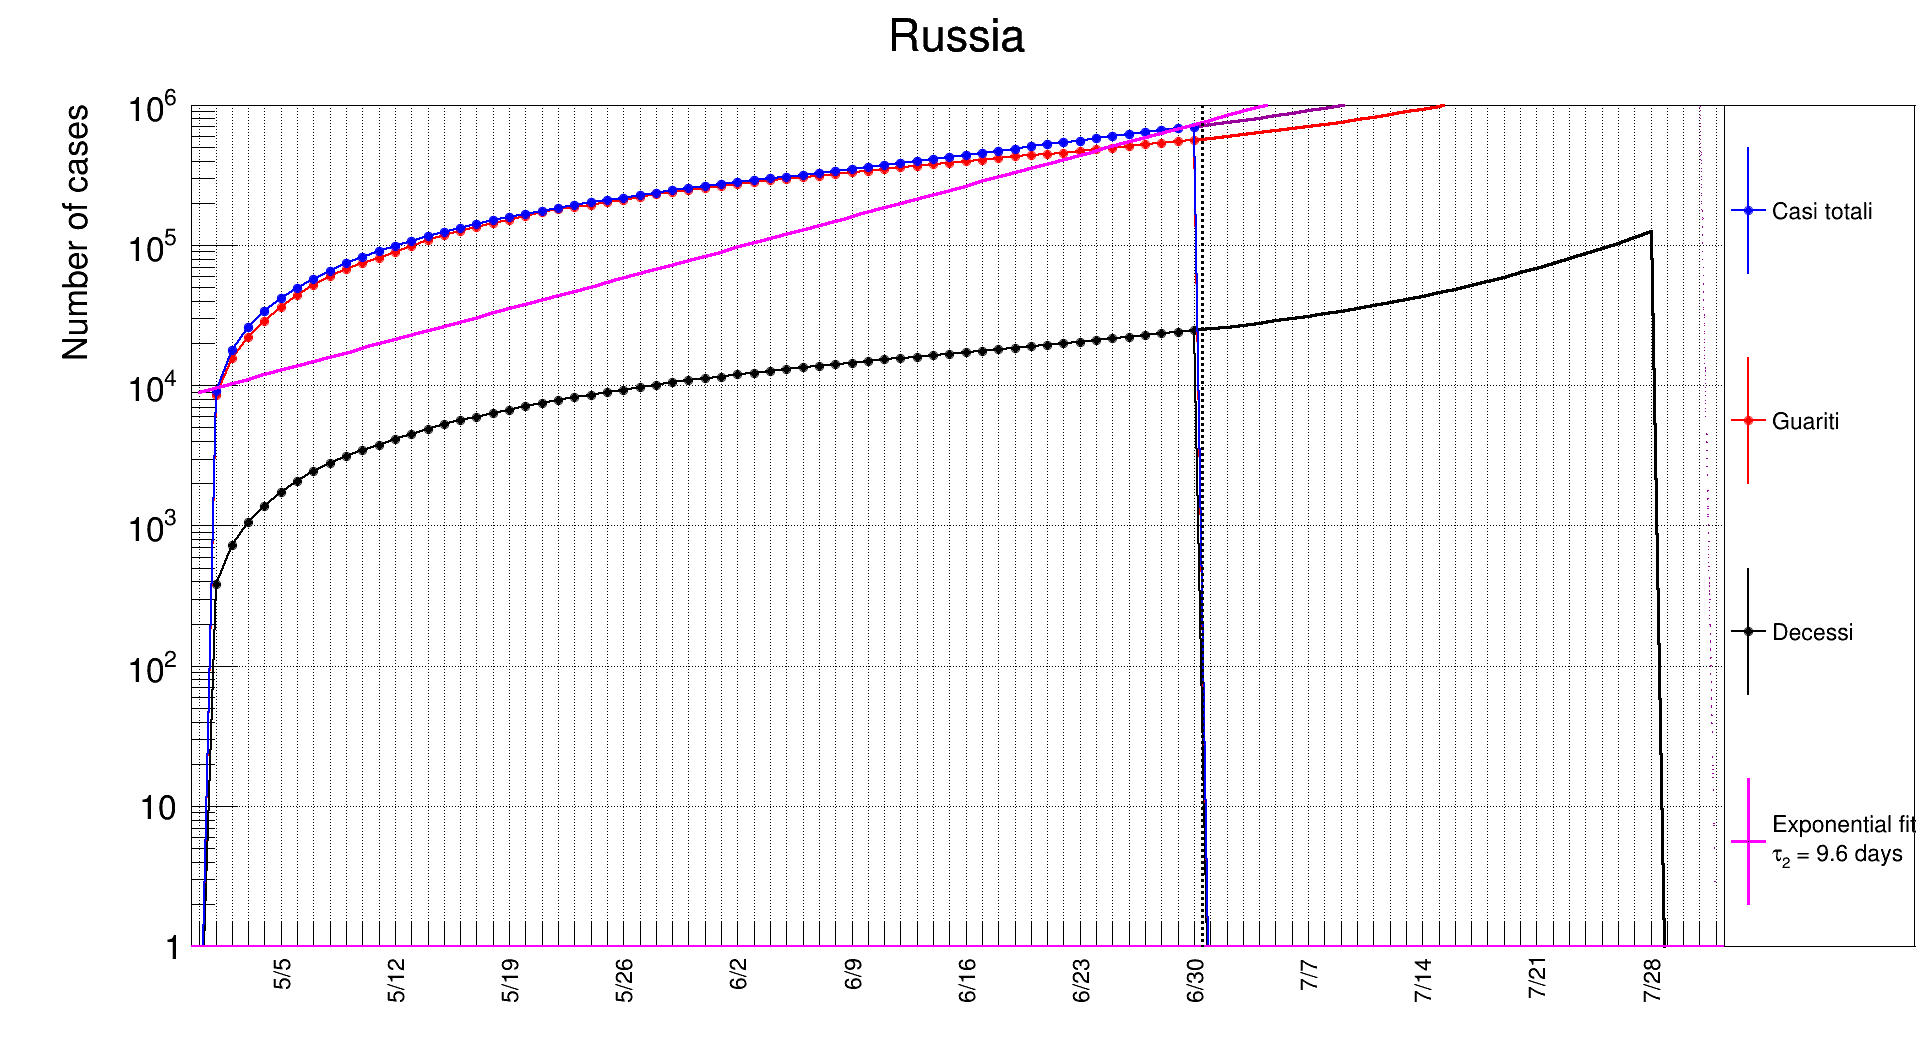 Russia
Number of cases
10^6
10^5
10^4
10^3
10^2
10
1
5/5
5/12
5/19
5/26
6/2
6/9
6/16
6/23
6/30
7/7
7/14
7/21
7/28
Casi totali
Guariti
Decessi
Exponential fit
τ_2 = 9.6 days